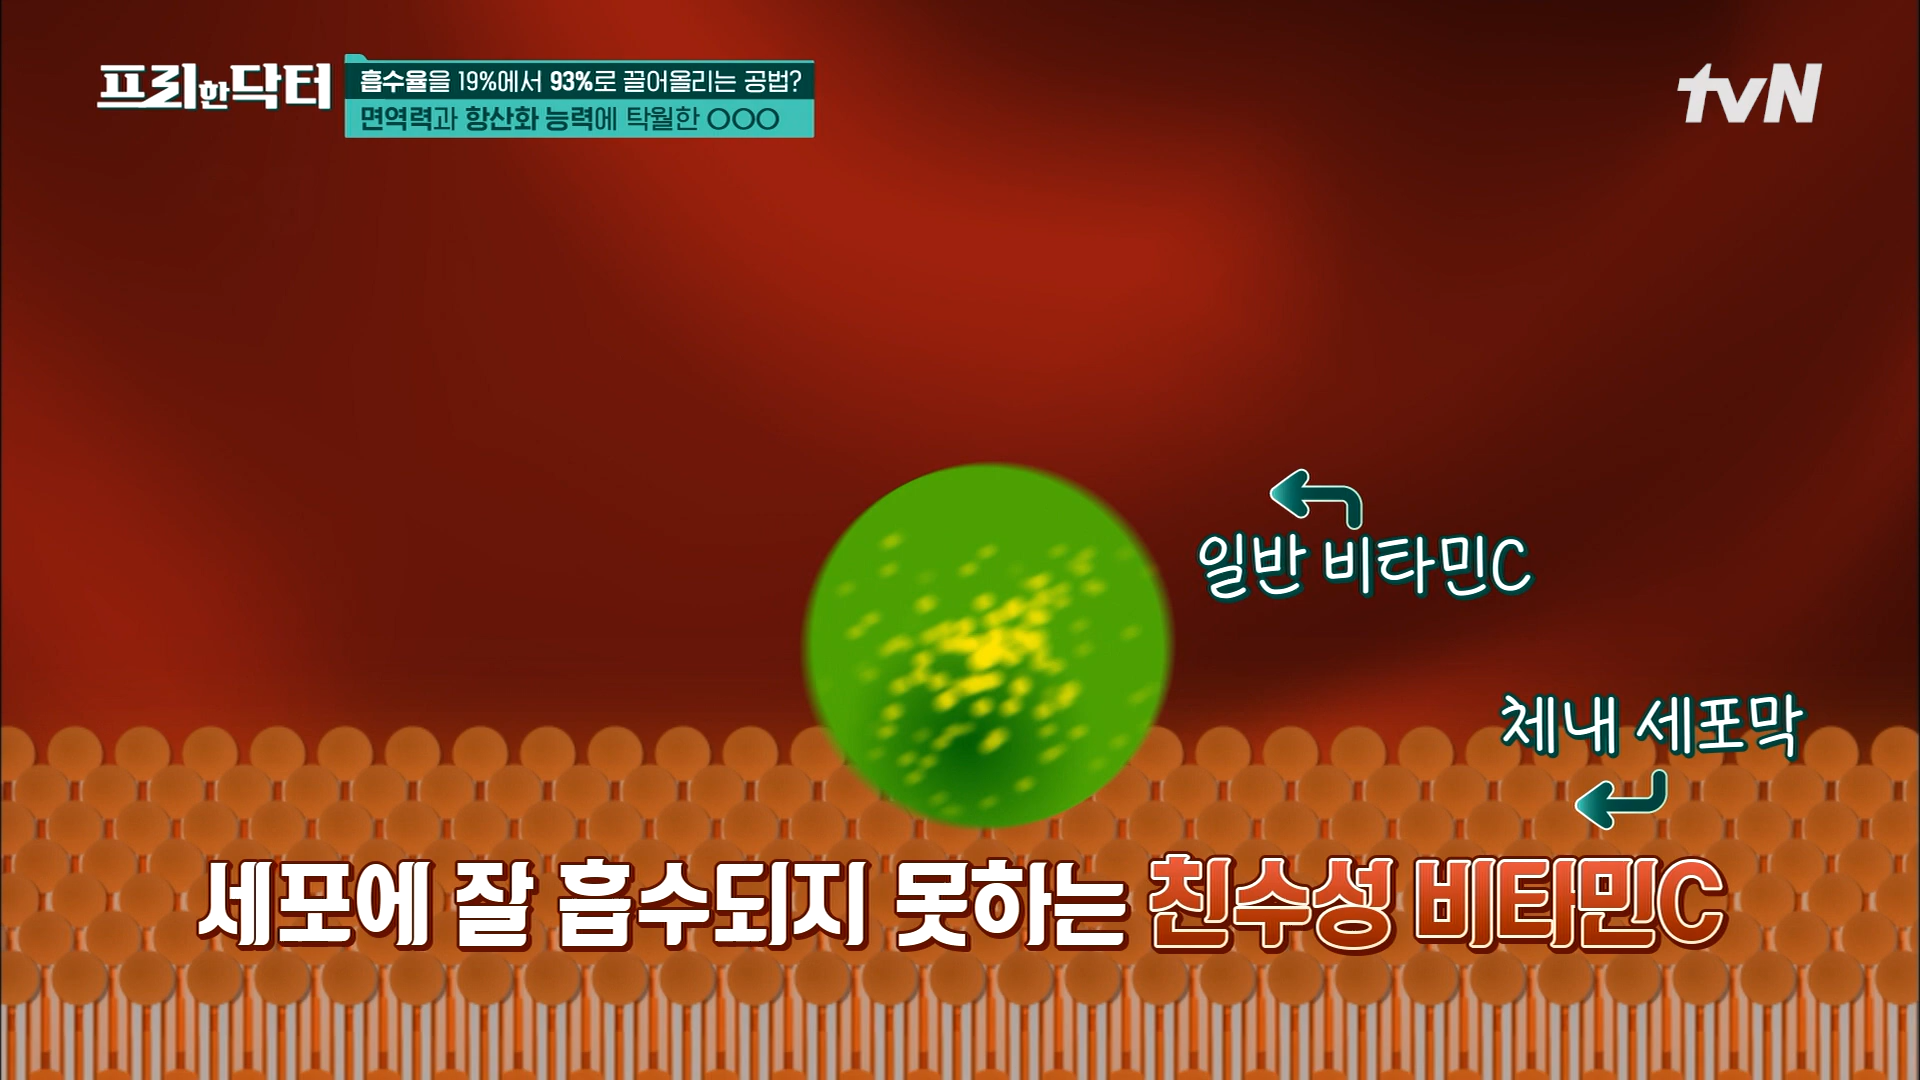 프리한닥터
흡수율을 19%에서 93%로 끌어올리는 공법?
면역력과 항산화 능력에 탁월한 ○○○
tvN
일반 비타민C
체내 세포막
세포에 잘 흡수되지 못하는 친수성 비타민C